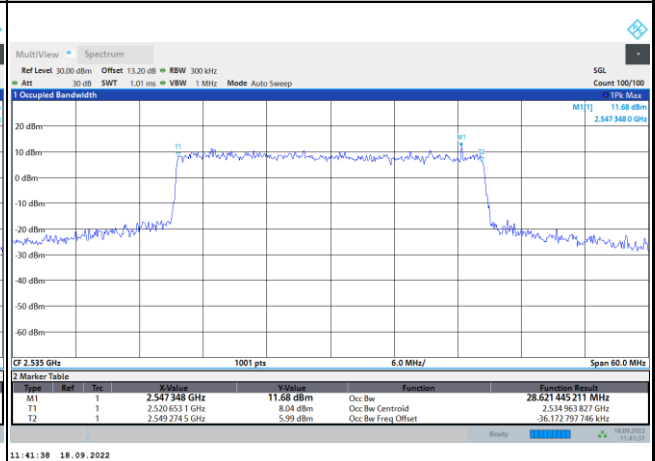 MultiView Spectrum
Ref Level 30.00 dBm Offset 13.20 dB RBW 300 kHz SGL
Att 30 dB SWT 1.01 ms VBW 1 MHz Mode Auto Sweep Count 100/100
1 Occupied Bandwidth 1Pk Max
M1[1] 11.68 dBm
2.547 348 0 GHz
20 dBm
M1
T1
T2
10 dBm
0 dBm
-10 dBm
-20 dBm
-30 dBm
-40 dBm
-50 dBm
-60 dBm
CF 2.535 GHz 1001 pts 6.0 MHz/ Span 60.0 MHz
2 Marker Table
Type Ref Trc X-Value Y-Value Function Function Result
M1 1 2.547 348 GHz 11.68 dBm Occ Bw 28.621 445 211 MHz
T1 1 2.520 653 1 GHz 8.04 dBm Occ Bw Centroid 2.534 963 827 GHz
T2 1 2.549 274 5 GHz 5.99 dBm Occ Bw Freq Offset -36.172 797 746 kHz
Ready 18.09.2022
11:41:37
11:41:38 18.09.2022